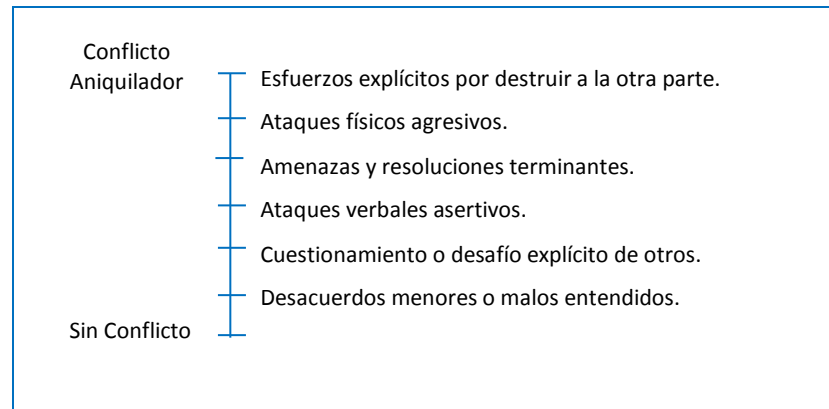 Conflicto
Aniquilador
Esfuerzos explícitos por destruir a la otra parte.
Ataques físicos agresivos.
Amenazas y resoluciones terminantes.
Ataques verbales asertivos.
Cuestionamiento o desafío explícito de otros.
Desacuerdos menores o malos entendidos.
Sin Conflicto